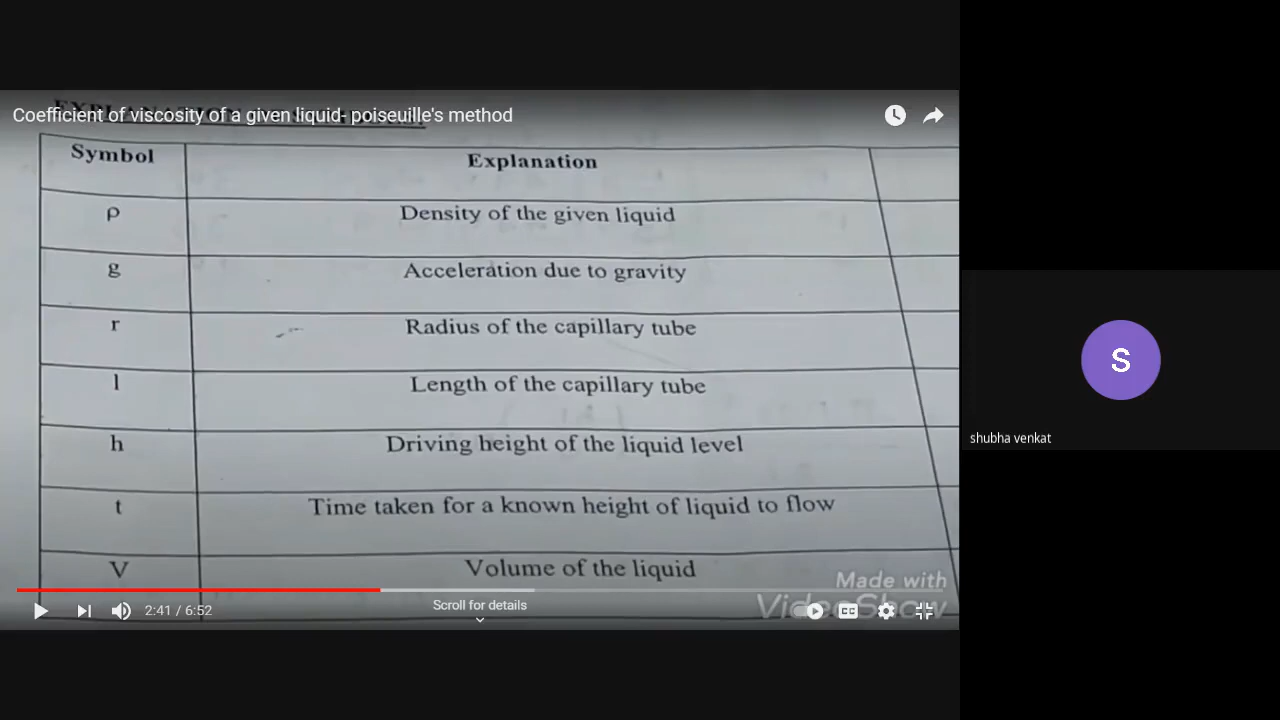 Coefficient of viscosity of a given liquid- poiseuille's method
Symbol Explanation
ρ Density of the given liquid
g Acceleration due to gravity
r Radius of the capillary tube
l Length of the capillary tube
h Driving height of the liquid level
t Time taken for a known height of liquid to flow
V Volume of the liquid
Made with
VideoShow
2:41 / 6:52
Scroll for details
CC
S
shubha venkat